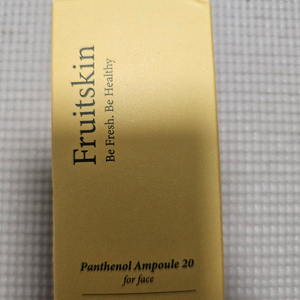 Fruitskin
Be Fresh. Be Healthy
Panthenol Ampoule 20
for face